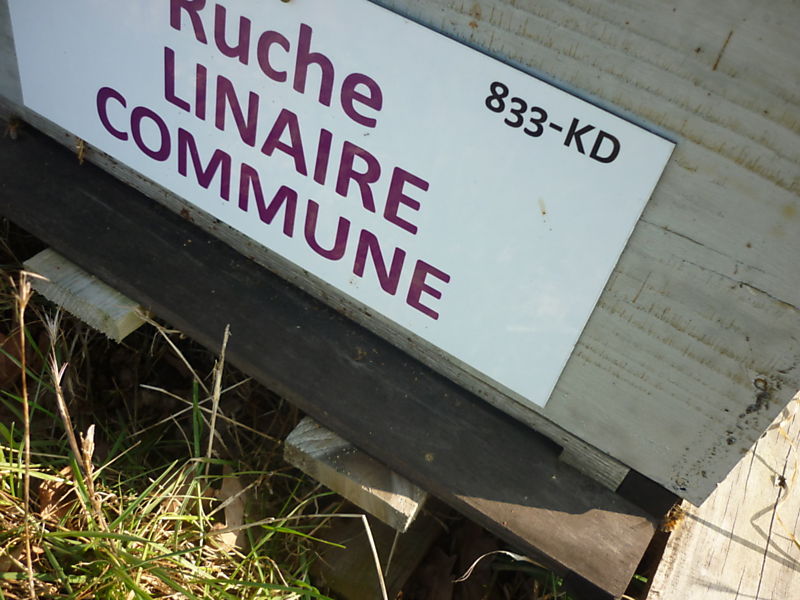 Ruche
LINAIRE
COMMUNE
833-KD